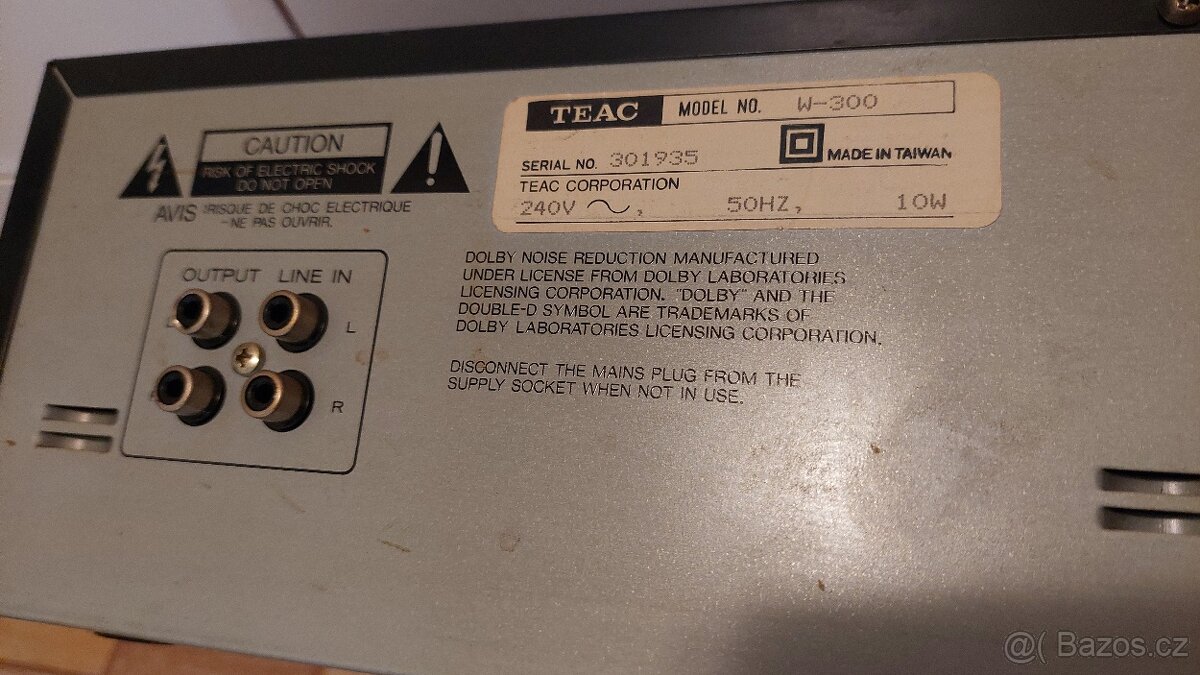 TEAC MODEL NO. W-300
SERIAL NO. 301935 MADE IN TAIWAN
TEAC CORPORATION
240V ~, 50HZ, 10W
CAUTION
RISK OF ELECTRIC SHOCK
DO NOT OPEN
AVIS :RISQUE DE CHOC ELECTRIQUE
-NE PAS OUVRIR.
OUTPUT LINE IN
L
R
DOLBY NOISE REDUCTION MANUFACTURED
UNDER LICENSE FROM DOLBY LABORATORIES
LICENSING CORPORATION. "DOLBY" AND THE
DOUBLE-D SYMBOL ARE TRADEMARKS OF
DOLBY LABORATORIES LICENSING CORPORATION.
DISCONNECT THE MAINS PLUG FROM THE
SUPPLY SOCKET WHEN NOT IN USE.
@( Bazos.cz